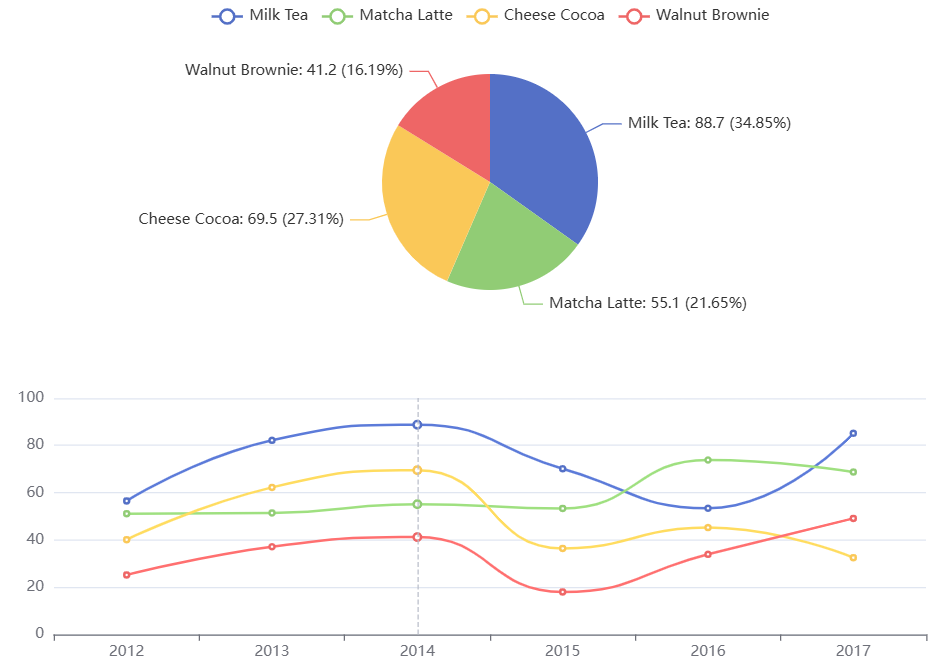 Milk Tea Matcha Latte Cheese Cocoa Walnut Brownie
Walnut Brownie: 41.2 (16.19%)
Milk Tea: 88.7 (34.85%)
Cheese Cocoa: 69.5 (27.31%)
Matcha Latte: 55.1 (21.65%)
100
80
60
40
20
0
2012 2013 2014 2015 2016 2017